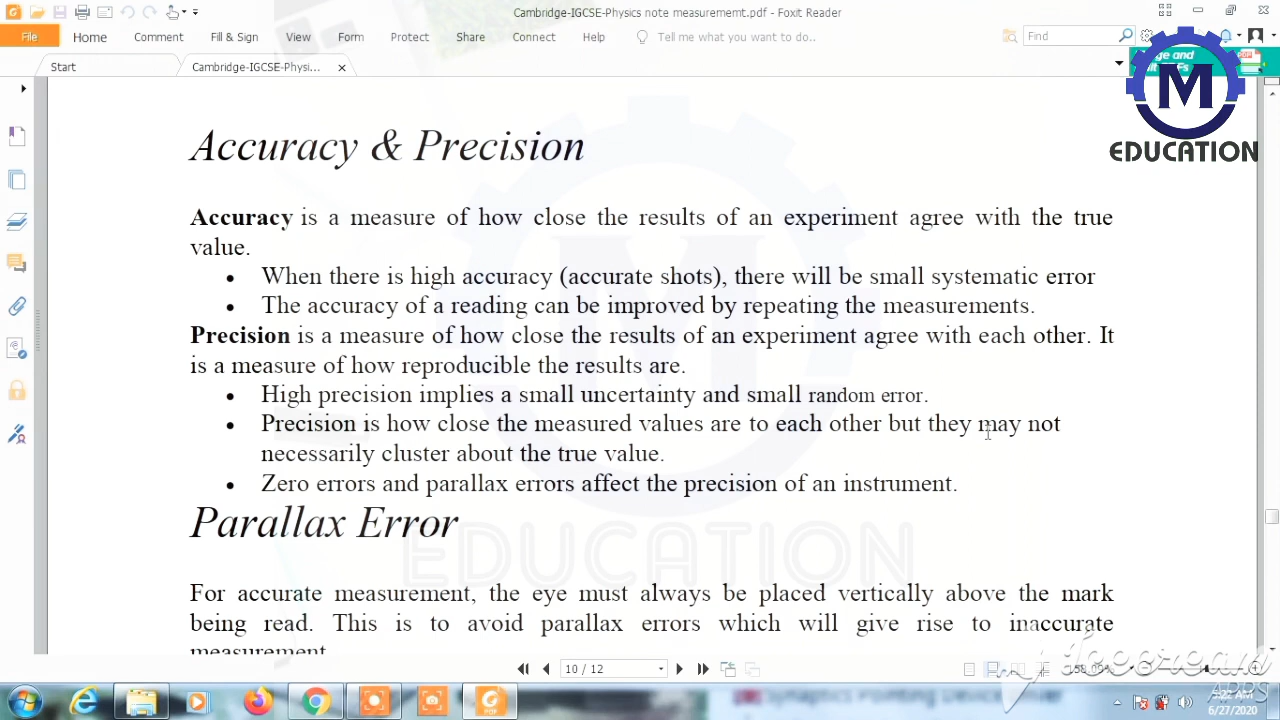 Cambridge-IGCSE-Physics note measurememt.pdf - Foxit Reader
File Home Comment Fill & Sign View Form Protect Share Connect Help Tell me what you want to do.. Find
Start Cambridge-IGCSE-Physi...
M
EDUCATION
Accuracy & Precision
Accuracy is a measure of how close the results of an experiment agree with the true
value.
• When there is high accuracy (accurate shots), there will be small systematic error
• The accuracy of a reading can be improved by repeating the measurements.
Precision is a measure of how close the results of an experiment agree with each other. It
is a measure of how reproducible the results are.
• High precision implies a small uncertainty and small random error.
• Precision is how close the measured values are to each other but they may not
necessarily cluster about the true value.
• Zero errors and parallax errors affect the precision of an instrument.
Parallax Error
EDUCATION
For accurate measurement, the eye must always be placed vertically above the mark
being read. This is to avoid parallax errors which will give rise to inaccurate
measurement.
10 / 12
APPS
5:22 AM
6/27/2020